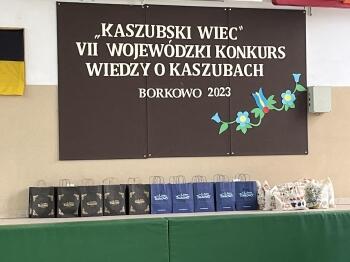 „KASZUBSKI WIEC"
VII WOJEWÓDZKI KONKURS
WIEDZY O KASZUBACH
BORKOWO 2023